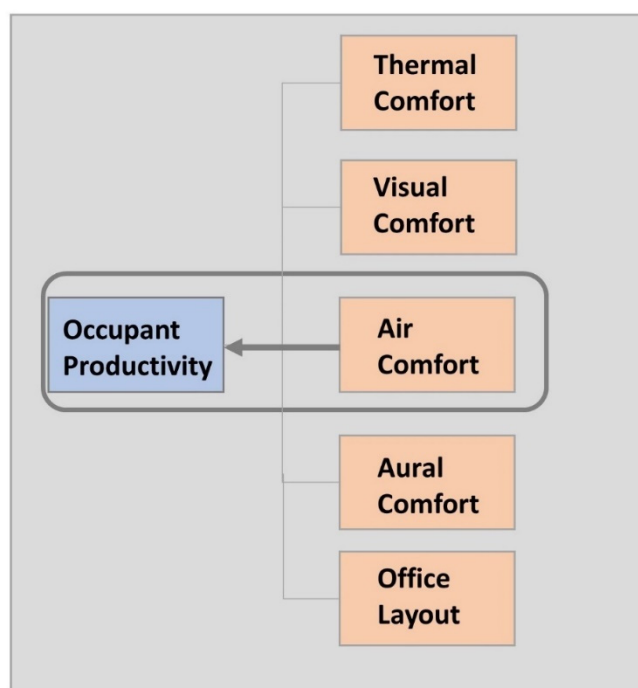 Thermal
Comfort
Visual
Comfort
Occupant
Productivity
Air
Comfort
Aural
Comfort
Office
Layout